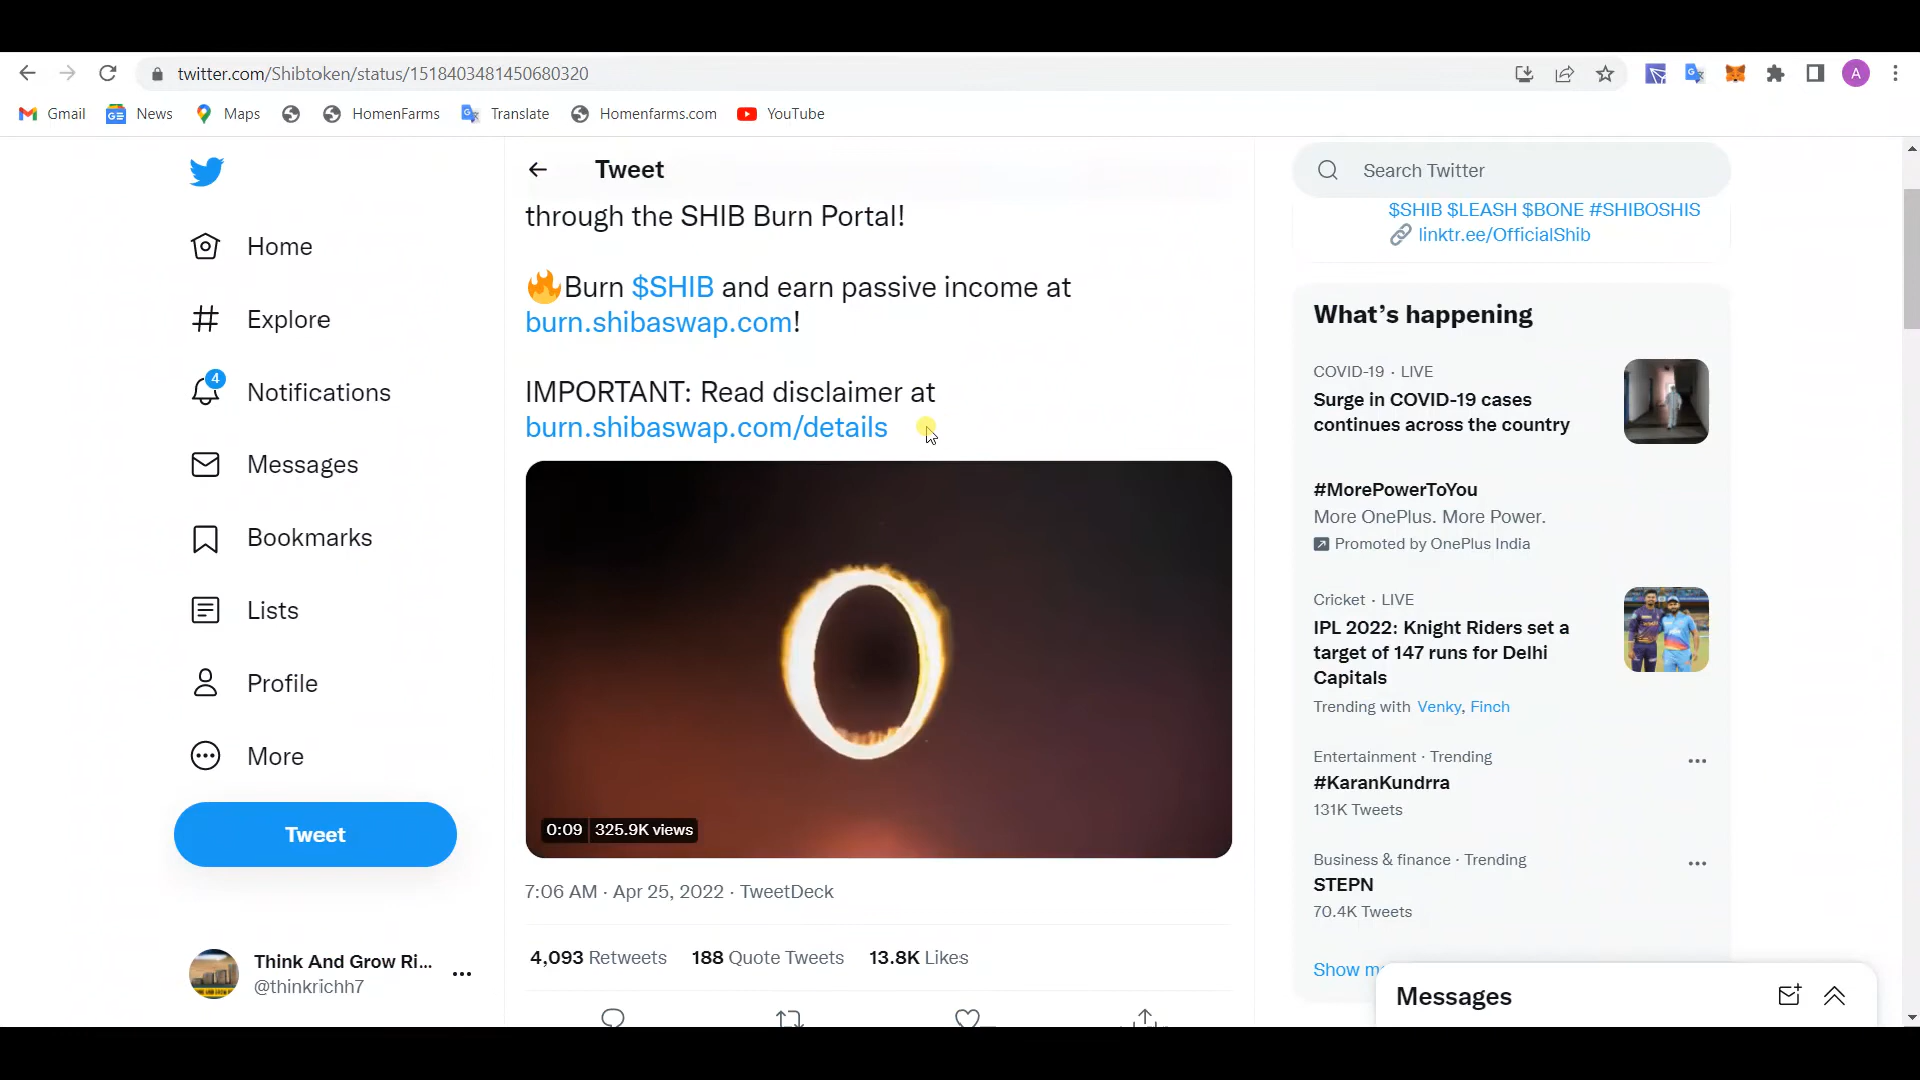 twitter.com/Shibtoken/status/1518403481450680320
A
Gmail
News
Maps
HomenFarms
Translate
Homenfarms.com
YouTube
Home
Explore
4
Notifications
Messages
Bookmarks
Lists
Profile
More
Tweet
Think And Grow Ri...
@thinkrichh7
Tweet
through the SHIB Burn Portal!
🔥Burn $SHIB and earn passive income at
burn.shibaswap.com!
IMPORTANT: Read disclaimer at
burn.shibaswap.com/details
0:09 325.9K views
7:06 AM · Apr 25, 2022 · TweetDeck
4,093 Retweets 188 Quote Tweets 13.8K Likes
Search Twitter
$SHIB $LEASH $BONE #SHIBOSHIS
linktr.ee/OfficialShib
What's happening
COVID-19 · LIVE
Surge in COVID-19 cases
continues across the country
#MorePowerToYou
More OnePlus. More Power.
Promoted by OnePlus India
Cricket · LIVE
IPL 2022: Knight Riders set a
target of 147 runs for Delhi
Capitals
Trending with Venky, Finch
Entertainment · Trending
#KaranKundrra
131K Tweets
Business & finance · Trending
STEPN
70.4K Tweets
Show
Messages